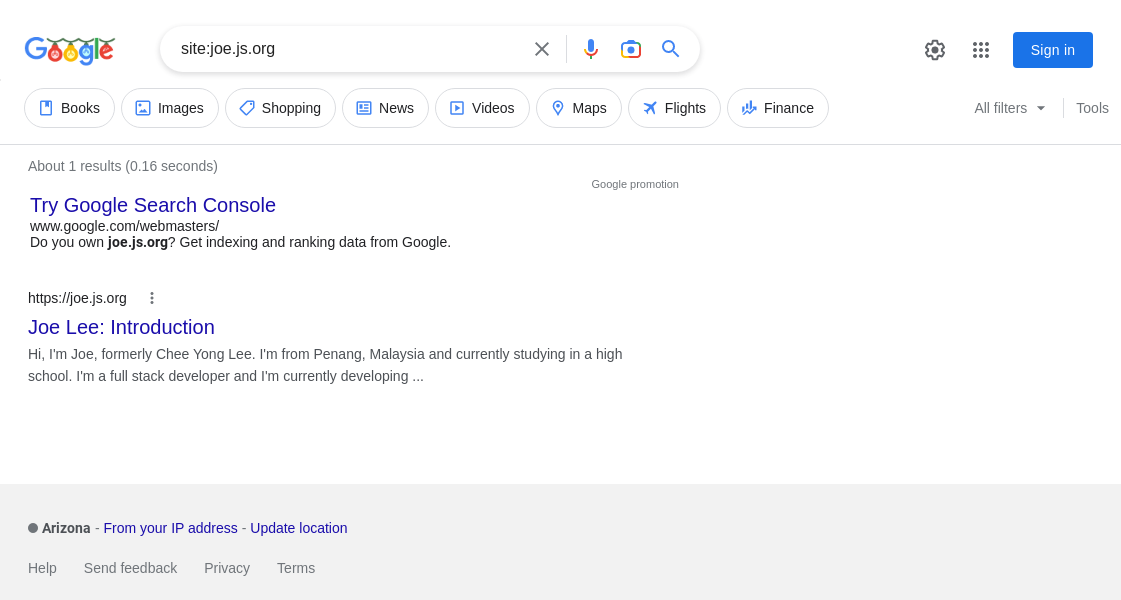 Google
site:joe.js.org
Sign in
Books Images Shopping News Videos Maps Flights Finance All filters Tools
About 1 results (0.16 seconds)
Google promotion
Try Google Search Console
www.google.com/webmasters/
Do you own joe.js.org? Get indexing and ranking data from Google.
https://joe.js.org
Joe Lee: Introduction
Hi, I'm Joe, formerly Chee Yong Lee. I'm from Penang, Malaysia and currently studying in a high
school. I'm a full stack developer and I'm currently developing ...
Arizona - From your IP address - Update location
Help Send feedback Privacy Terms